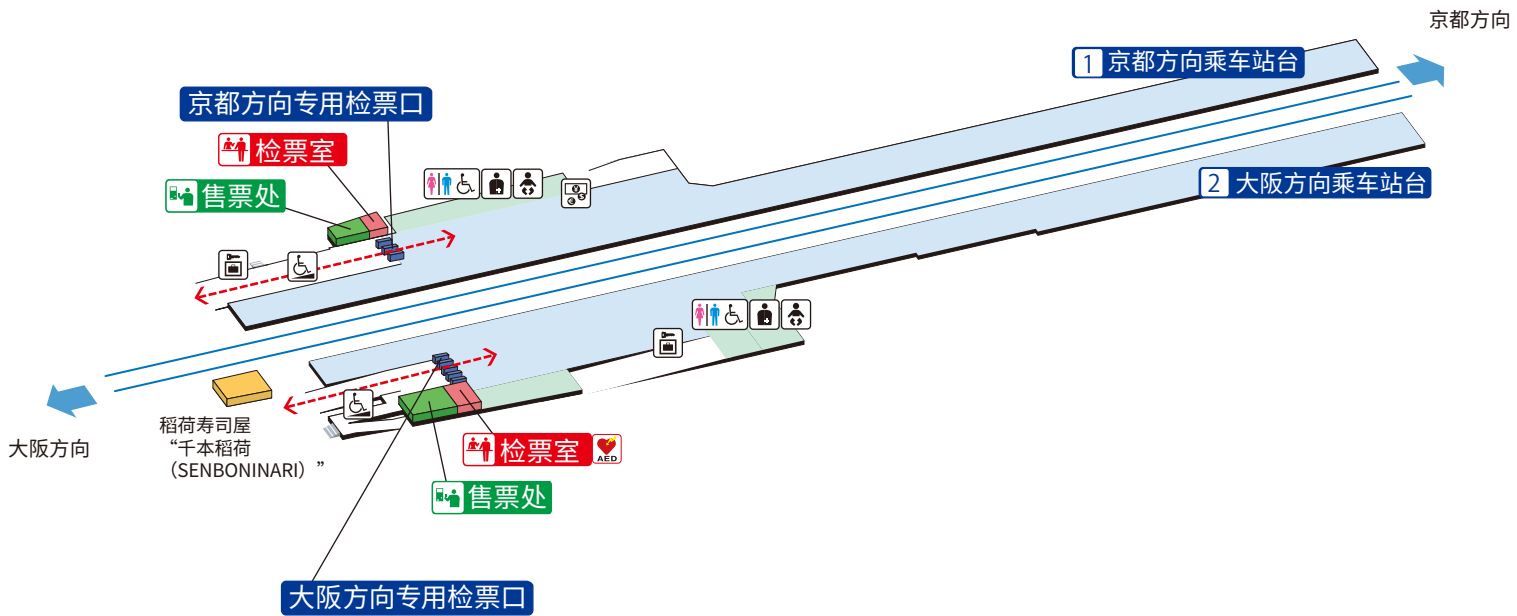 京都方向
1 京都方向乘车站台
京都方向专用检票口
检票室
售票处
2 大阪方向乘车站台
大阪方向
稻荷寿司屋
“千本稻荷
（SENBONINARI）”
检票室
AED
售票处
大阪方向专用检票口